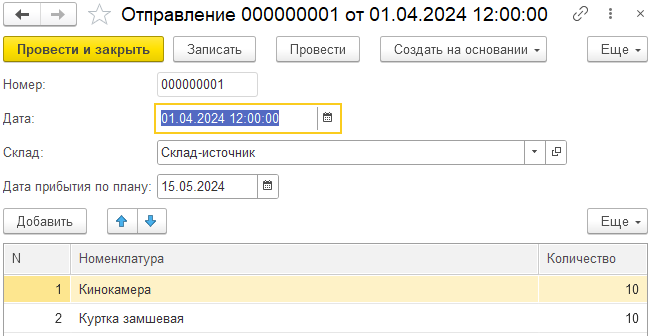 Отправление 000000001 от 01.04.2024 12:00:00
Провести и закрыть Записать Провести Создать на основании Еще
Номер: 000000001
Дата: 01.04.2024 12:00:00
Склад: Склад-источник
Дата прибытия по плану: 15.05.2024
Добавить Еще
N Номенклатура Количество
1 Кинокамера 10
2 Куртка замшевая 10